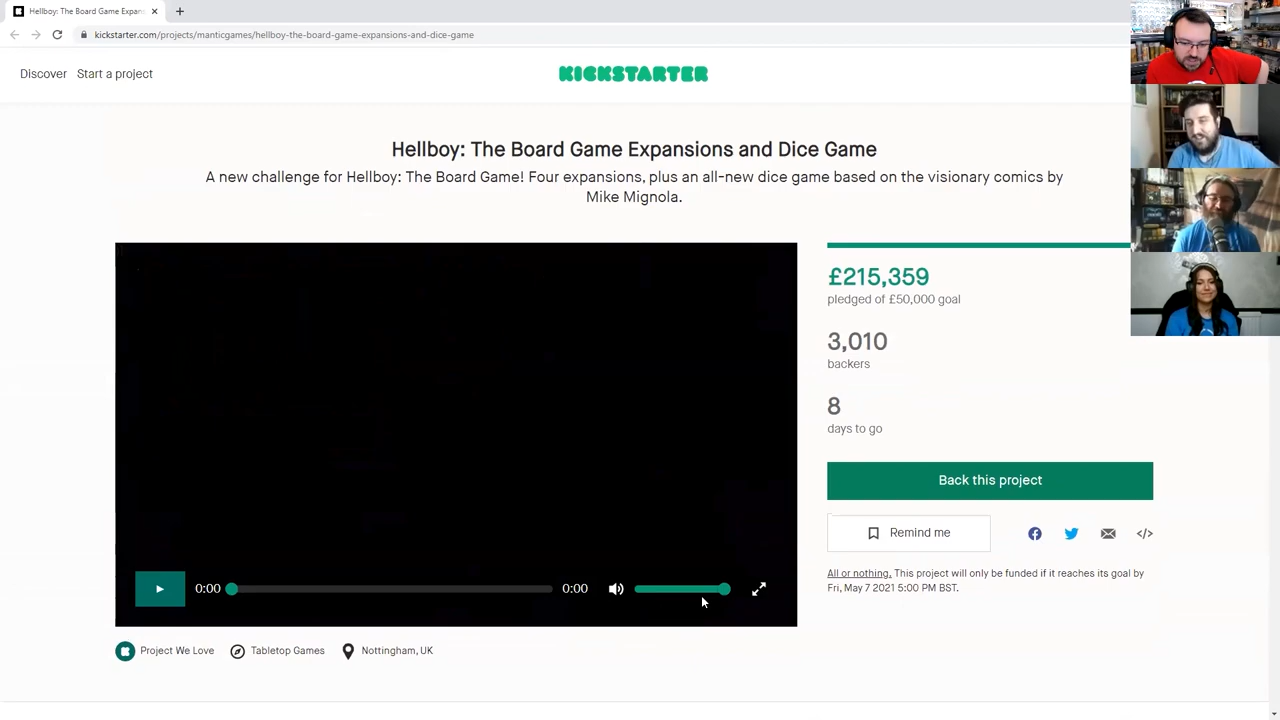 Hellboy: The Board Game Expans
kickstarter.com/projects/manticgames/hellboy-the-board-game-expansions-and-dice-game
Discover Start a project
KICKSTARTER
Hellboy: The Board Game Expansions and Dice Game
A new challenge for Hellboy: The Board Game! Four expansions, plus an all-new dice game based on the visionary comics by
Mike Mignola.
£215,359
pledged of £50,000 goal
3,010
backers
8
days to go
Back this project
Remind me
All or nothing. This project will only be funded if it reaches its goal by
Fri, May 7 2021 5:00 PM BST.
0:00 0:00
Project We Love Tabletop Games Nottingham, UK